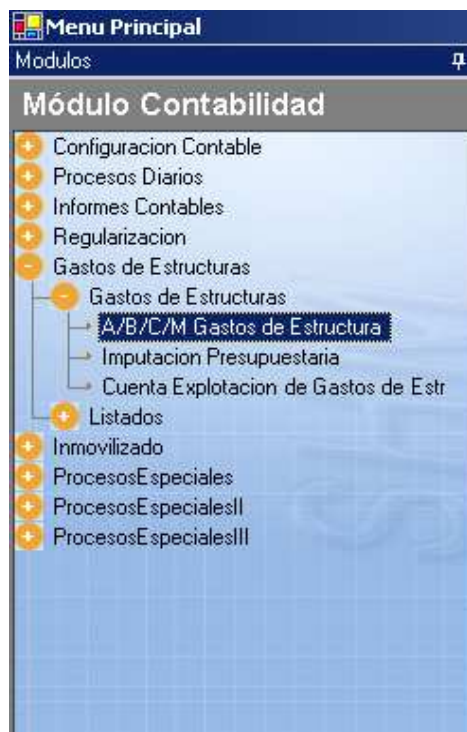 Menu Principal
Modulos
Módulo Contabilidad
Configuracion Contable
Procesos Diarios
Informes Contables
Regularizacion
Gastos de Estructuras
Gastos de Estructuras
A/B/C/M Gastos de Estructura
Imputacion Presupuestaria
Cuenta Explotacion de Gastos de Estr
Listados
Inmovilizado
ProcesosEspeciales
ProcesosEspecialesII
ProcesosEspecialesIII